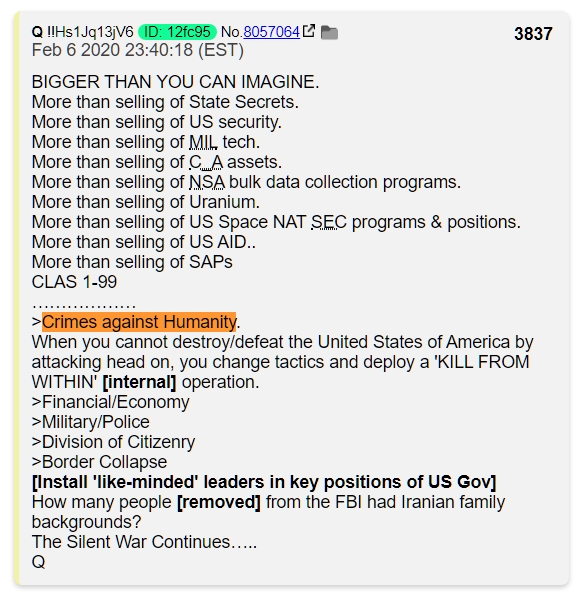 Q !!Hs1Jq13jV6 ID: 12fc95 No.8057064 3837
Feb 6 2020 23:40:18 (EST)
BIGGER THAN YOU CAN IMAGINE.
More than selling of State Secrets.
More than selling of US security.
More than selling of MIL tech.
More than selling of C_A assets.
More than selling of NSA bulk data collection programs.
More than selling of Uranium.
More than selling of US Space NAT SEC programs & positions.
More than selling of US AID..
More than selling of SAPs
CLAS 1-99
………………
>Crimes against Humanity.
When you cannot destroy/defeat the United States of America by
attacking head on, you change tactics and deploy a 'KILL FROM
WITHIN' [internal] operation.
>Financial/Economy
>Military/Police
>Division of Citizenry
>Border Collapse
[Install 'like-minded' leaders in key positions of US Gov]
How many people [removed] from the FBI had Iranian family
backgrounds?
The Silent War Continues…..
Q